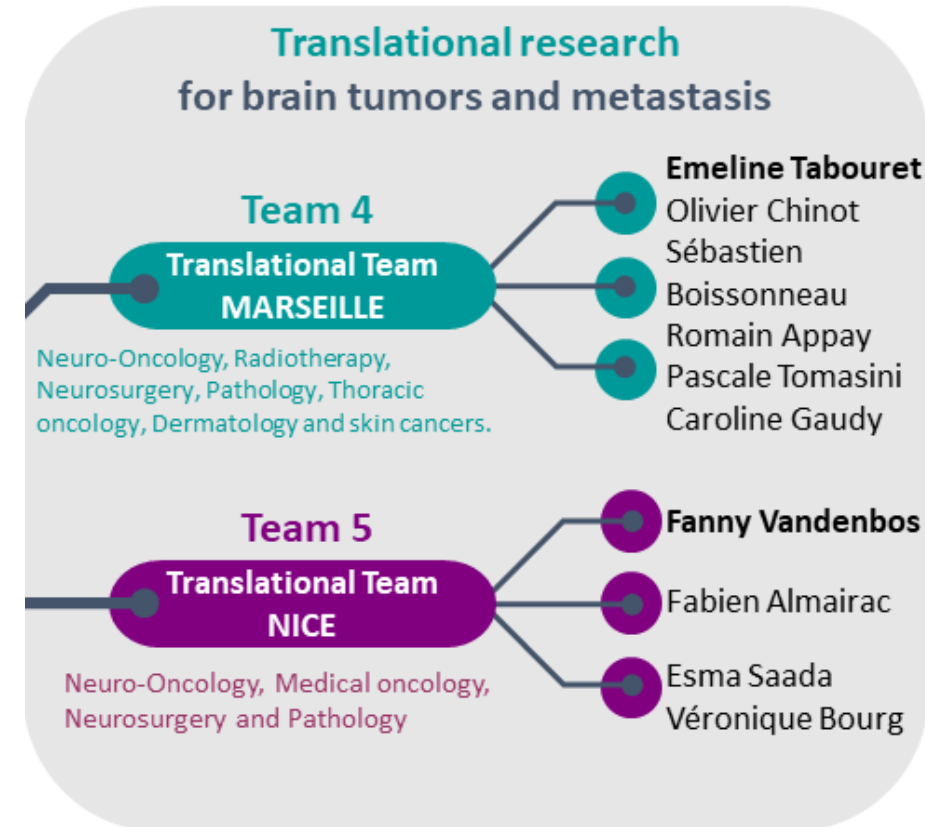 Translational research
for brain tumors and metastasis
Team 4
Translational Team
MARSEILLE
Neuro-Oncology, Radiotherapy,
Neurosurgery, Pathology, Thoracic
oncology, Dermatology and skin cancers.
Emeline Tabouret
Olivier Chinot
Sébastien
Boissonneau
Romain Appay
Pascale Tomasini
Caroline Gaudy
Team 5
Translational Team
NICE
Neuro-Oncology, Medical oncology,
Neurosurgery and Pathology
Fanny Vandenbos
Fabien Almairac
Esma Saada
Véronique Bourg